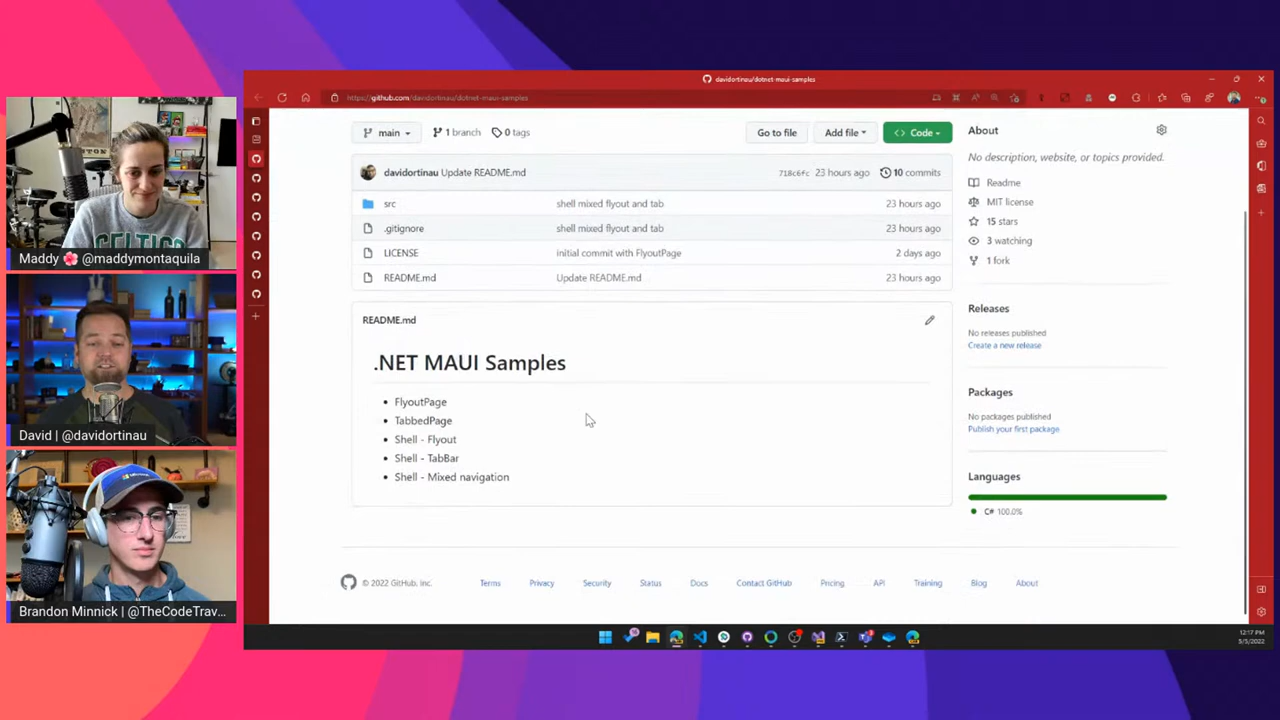 davidortinau/dotnet-maui-samples
https://github.com/davidortinau/dotnet-maui-samples
main
1 branch
0 tags
Go to file
Add file
Code
davidortinau Update README.md
718c6fc 23 hours ago
10 commits
src
shell mixed flyout and tab
23 hours ago
.gitignore
shell mixed flyout and tab
23 hours ago
LICENSE
initial commit with FlyoutPage
2 days ago
README.md
Update README.md
23 hours ago
README.md
.NET MAUI Samples
FlyoutPage
TabbedPage
Shell - Flyout
Shell - TabBar
Shell - Mixed navigation
About
No description, website, or topics provided.
Readme
MIT license
15 stars
3 watching
1 fork
Releases
No releases published
Create a new release
Packages
No packages published
Publish your first package
Languages
C# 100.0%
© 2022 GitHub, Inc.
Terms
Privacy
Security
Status
Docs
Contact GitHub
Pricing
API
Training
Blog
About
12:17 PM
5/5/2022
CELTICS
Maddy 🌸 @maddymontaquila
David | @davidortinau
Brandon Minnick | @TheCodeTrav...